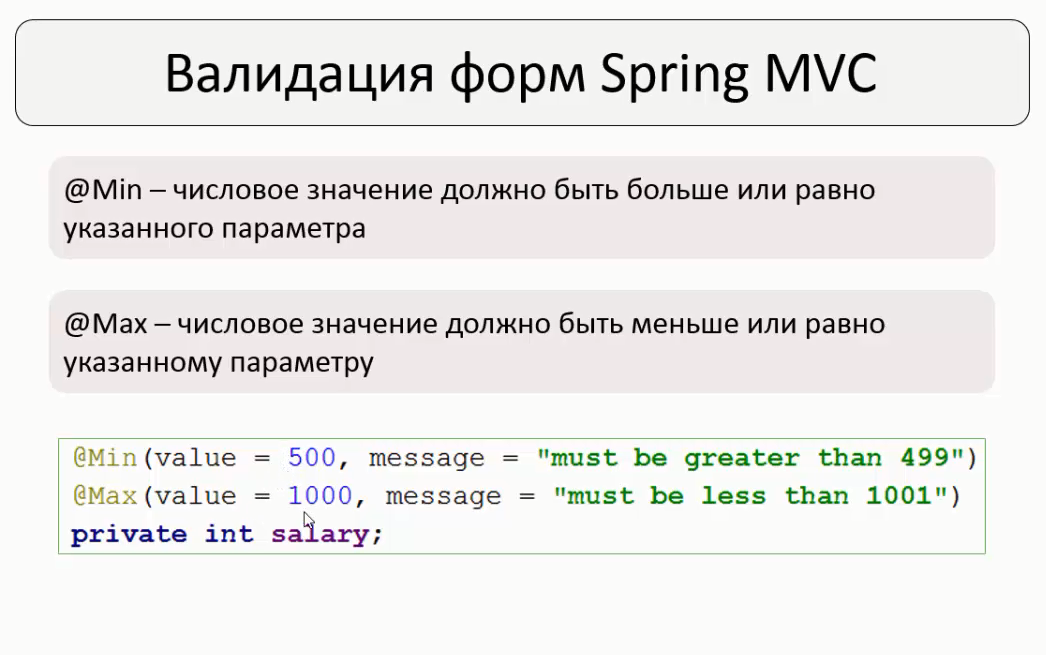 Валидация форм Spring MVC
@Min – числовое значение должно быть больше или равно
указанного параметра
@Max – числовое значение должно быть меньше или равно
указанному параметру
@Min(value = 500, message = "must be greater than 499")
@Max(value = 1000, message = "must be less than 1001")
private int salary;